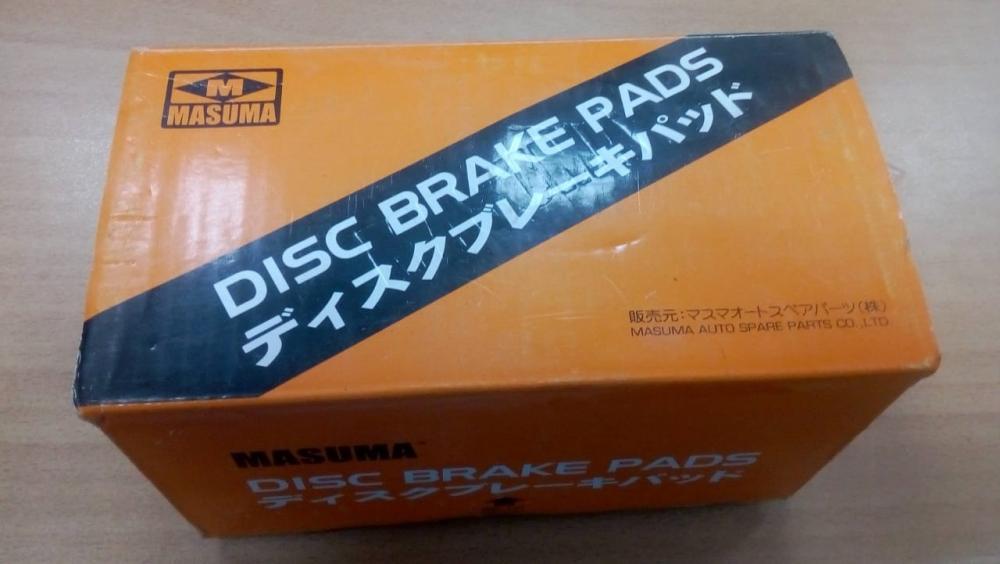 M
MASUMA
DISC BRAKE PADS
ディスクブレーキパッド
販売元:マスマオートスペアパーツ(株)
MASUMA AUTO SPARE PARTS CO.,LTD
MASUMA
DISC BRAKE PADS
ディスクブレーキパッド